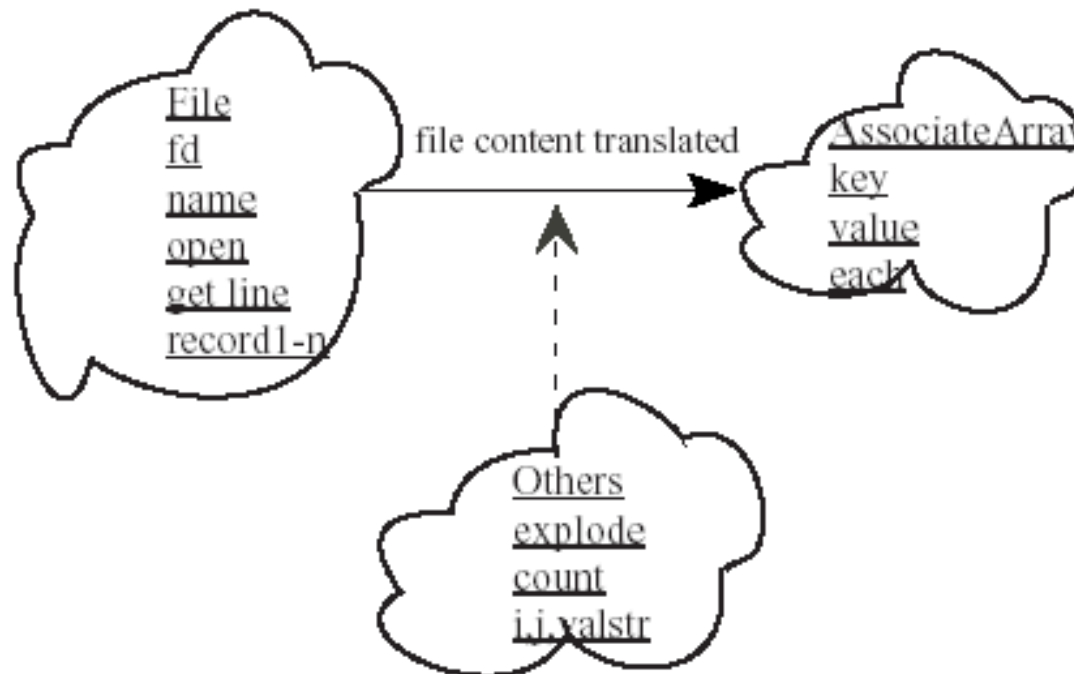 File
fd
name
open
get line
record1-n
file content translated
AssociateArray
key
value
each
Others
explode
count
i,j,valstr